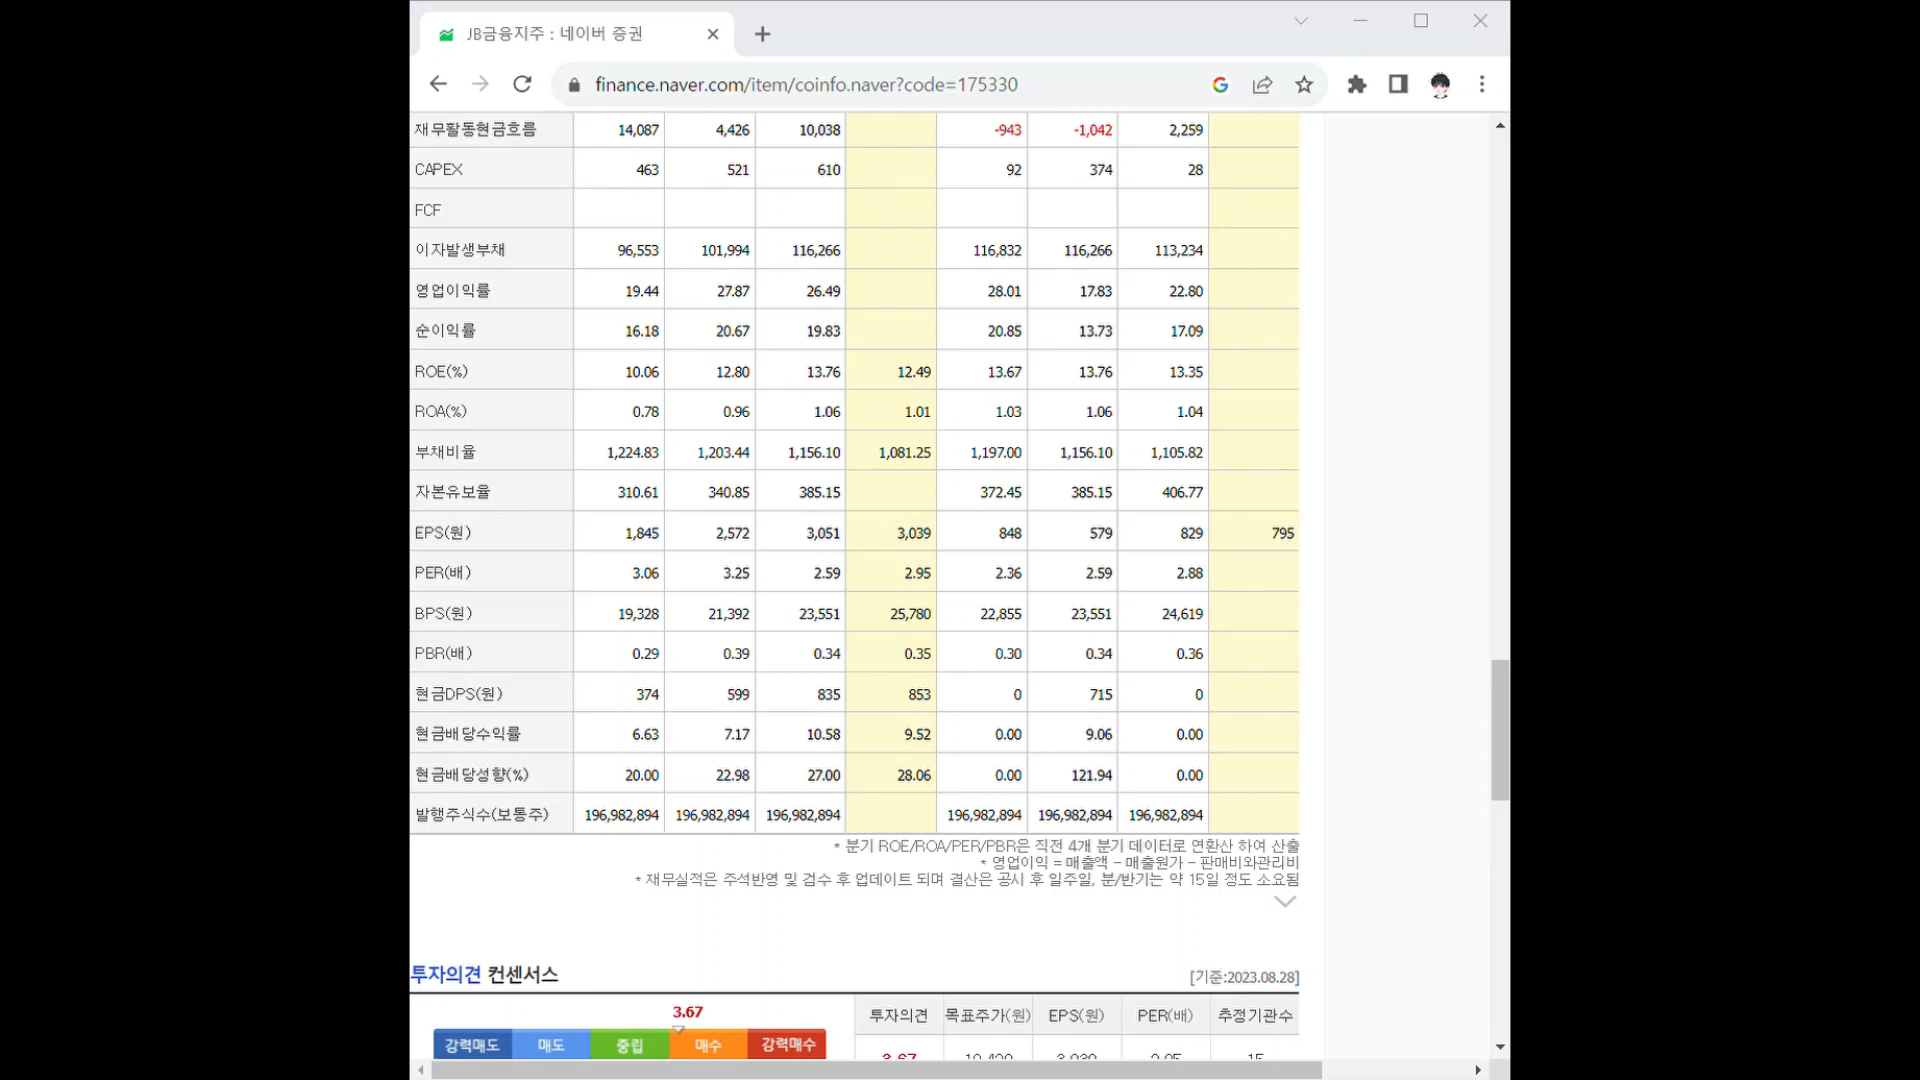 JB금융지주 : 네이버 증권
finance.naver.com/item/coinfo.naver?code=175330
재무활동현금흐름 14,087 4,426 10,038 -943 -1,042 2,259
CAPEX 463 521 610 92 374 28
FCF
이자발생부채 96,553 101,994 116,266 116,832 116,266 113,234
영업이익률 19.44 27.87 26.49 28.01 17.83 22.80
순이익률 16.18 20.67 19.83 20.85 13.73 17.09
ROE(%) 10.06 12.80 13.76 12.49 13.67 13.76 13.35
ROA(%) 0.78 0.96 1.06 1.01 1.03 1.06 1.04
부채비율 1,224.83 1,203.44 1,156.10 1,081.25 1,197.00 1,156.10 1,105.82
자본유보율 310.61 340.85 385.15 372.45 385.15 406.77
EPS(원) 1,845 2,572 3,051 3,039 848 579 829 795
PER(배) 3.06 3.25 2.59 2.95 2.36 2.59 2.88
BPS(원) 19,328 21,392 23,551 25,780 22,855 23,551 24,619
PBR(배) 0.29 0.39 0.34 0.35 0.30 0.34 0.36
현금DPS(원) 374 599 835 853 0 715 0
현금배당수익률 6.63 7.17 10.58 9.52 0.00 9.06 0.00
현금배당성향(%) 20.00 22.98 27.00 28.06 0.00 121.94 0.00
발행주식수(보통주) 196,982,894 196,982,894 196,982,894 196,982,894 196,982,894 196,982,894
* 분기 ROE/ROA/PER/PBR은 직전 4개 분기 데이터로 연환산 하여 산출
* 영업이익 = 매출액 - 매출원가 - 판매비와관리비
* 재무실적은 주석반영 및 검수 후 업데이트 되며 결산은 공시 후 일주일, 분/반기는 약 15일 정도 소요됨
투자의견 컨센서스 [기준:2023.08.28]
3.67
강력매도 매도 중립 매수 강력매수
투자의견 목표주가(원) EPS(원) PER(배) 추정기관수